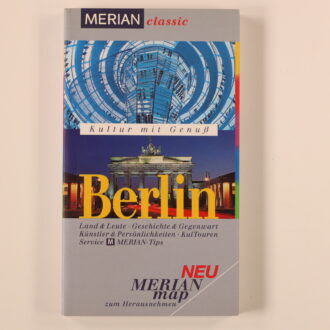 MERIAN classic
Kultur mit Genuß
Berlin
Land & Leute · Geschichte & Gegenwart
Künstler & Persönlichkeiten · KulTouren
Service M MERIAN-Tips
NEU
MERIAN
map
zum Herausnehmen